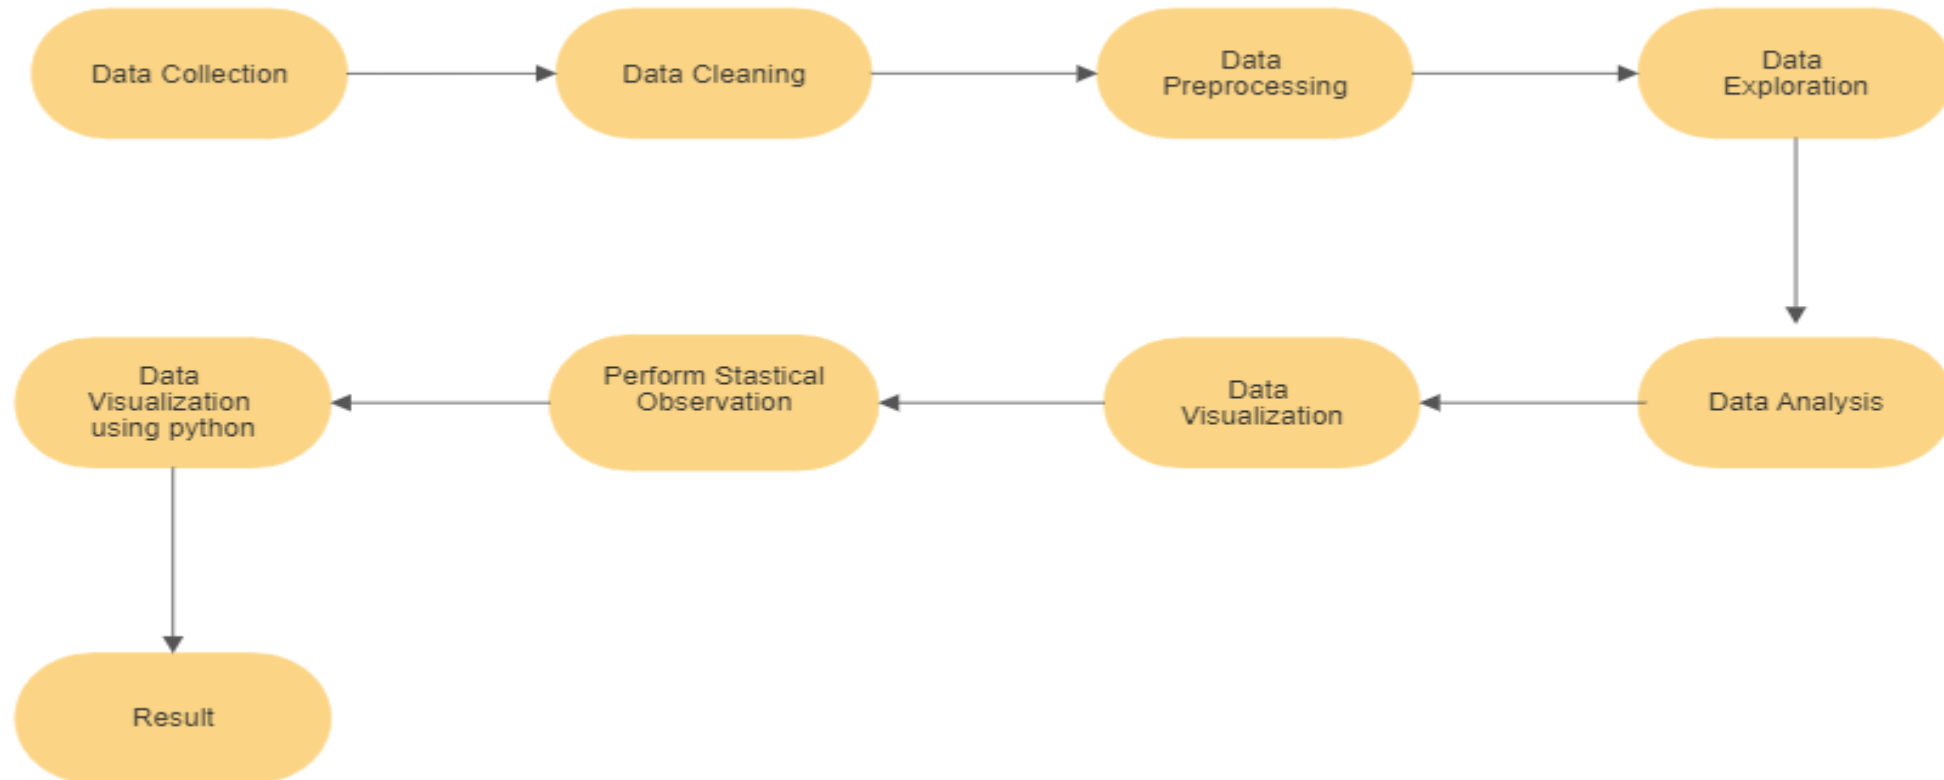 Data Collection
Data Cleaning
Data
Preprocessing
Data
Exploration
Data Analysis
Data
Visualization
Perform Stastical
Observation
Data
Visualization
using python
Result